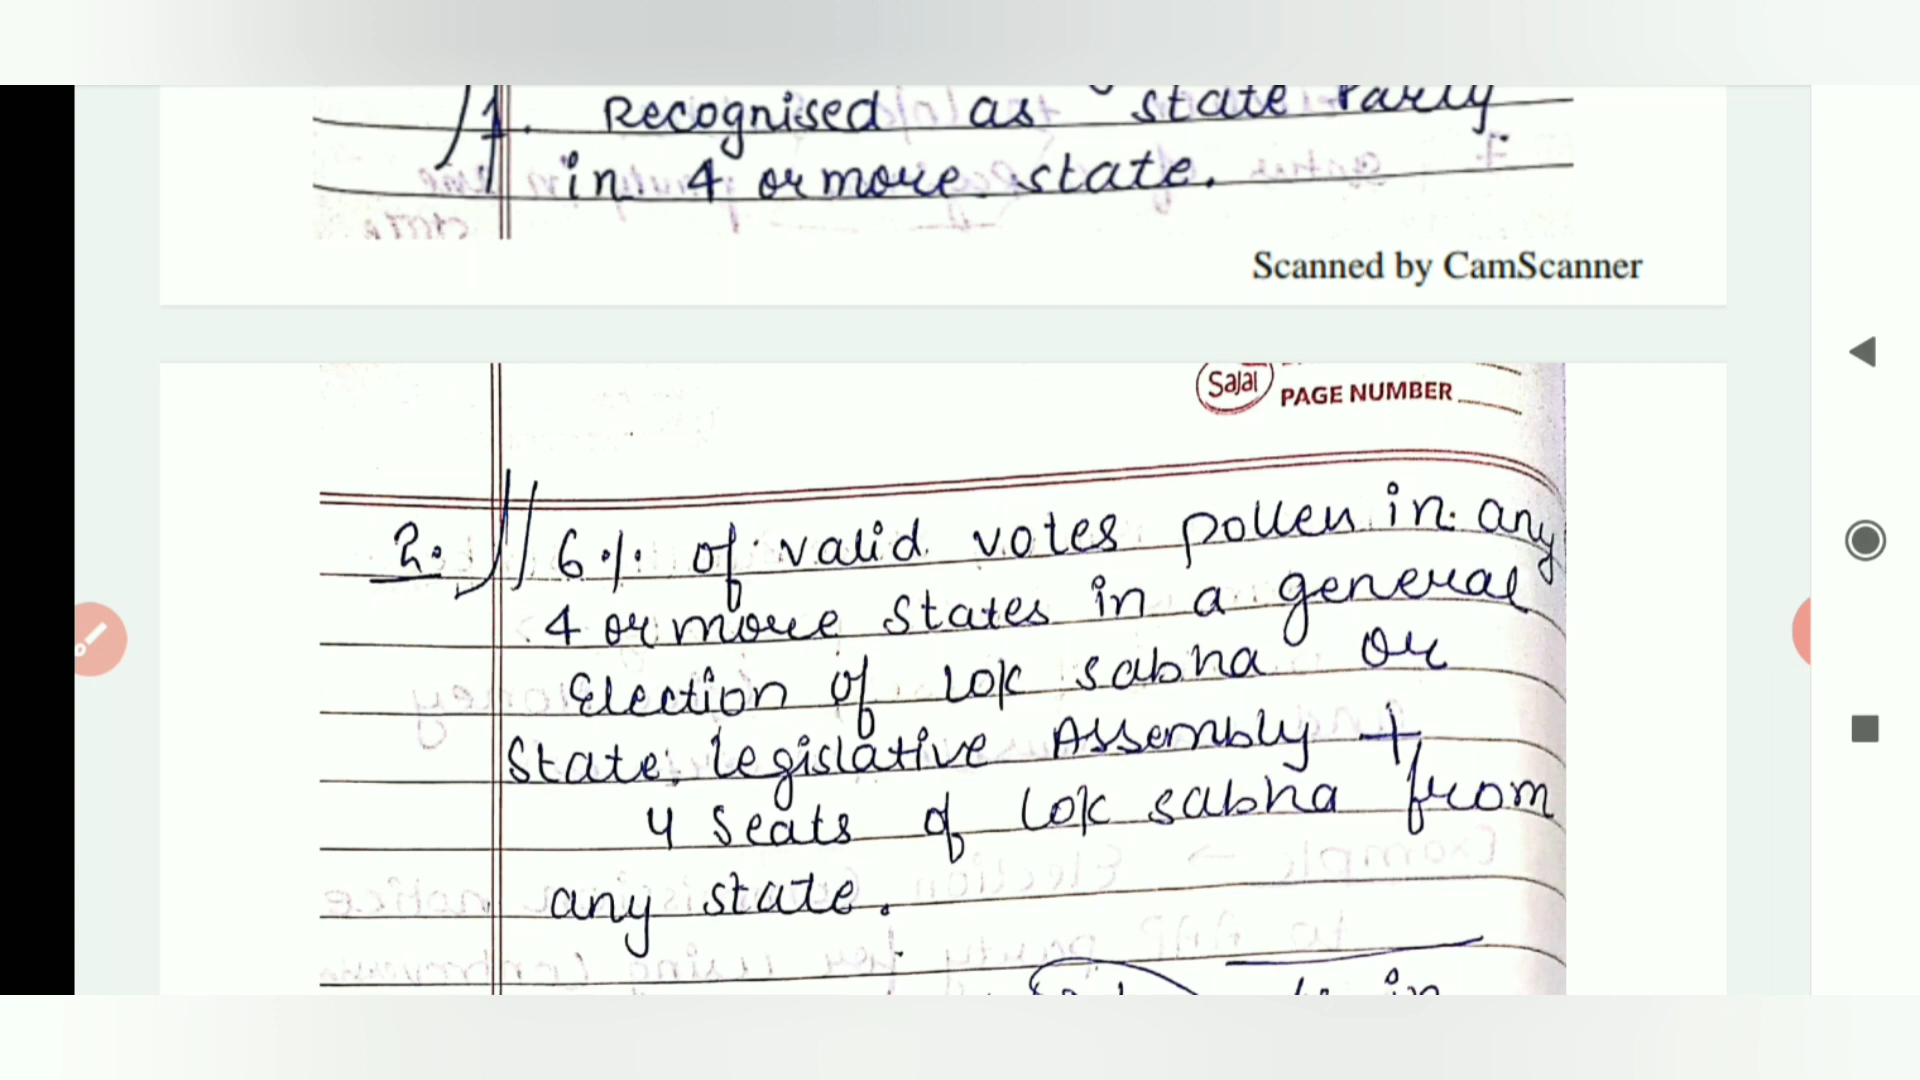 1. Recognised as state Party
in 4 or more state.
Scanned by CamScanner
Sajal PAGE NUMBER
2. 6% of valid votes pollen in any
4 or more States in a general
Election of Lok sabha or
State legislative Assembly +
4 seats of Lok sabha from
any state.